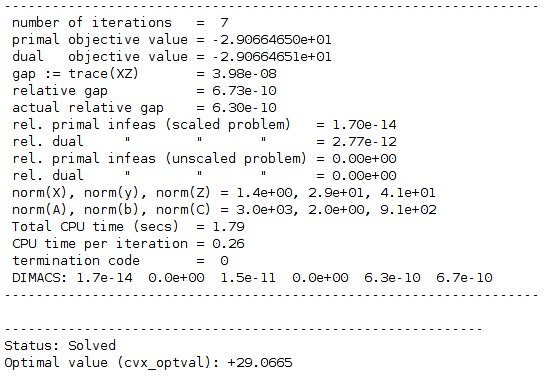 -------------------------------------------------------------------
 number of iterations   =  7
 primal objective value = -2.90664650e+01
 dual   objective value = -2.90664651e+01
 gap := trace(XZ)       = 3.98e-08
 relative gap           = 6.73e-10
 actual relative gap    = 6.30e-10
 rel. primal infeas (scaled problem)   = 1.70e-14
 rel. dual     "        "       "      = 2.77e-12
 rel. primal infeas (unscaled problem) = 0.00e+00
 rel. dual     "        "       "      = 0.00e+00
 norm(X), norm(y), norm(Z) = 1.4e+00, 2.9e+01, 4.1e+01
 norm(A), norm(b), norm(C) = 3.0e+03, 2.0e+00, 9.1e+02
 Total CPU time (secs)  = 1.79
 CPU time per iteration = 0.26
 termination code       =  0
 DIMACS: 1.7e-14  0.0e+00  1.5e-11  0.0e+00  6.3e-10  6.7e-10
-------------------------------------------------------------------
------------------------------------------------------------
Status: Solved
Optimal value (cvx_optval): +29.0665